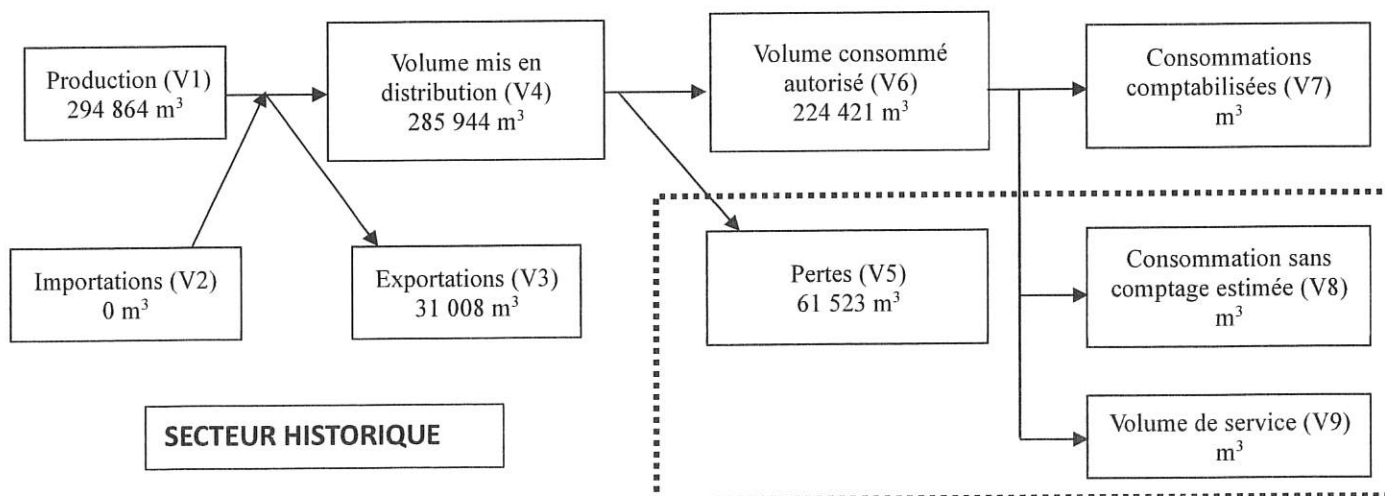 Production (V1)
294 864 m³
Volume mis en
distribution (V4)
285 944 m³
Volume consommé
autorisé (V6)
224 421 m³
Consommations
comptabilisées (V7)
m³
Importations (V2)
0 m³
Exportations (V3)
31 008 m³
Pertes (V5)
61 523 m³
Consommation sans
comptage estimée (V8)
m³
SECTEUR HISTORIQUE
Volume de service (V9)
m³